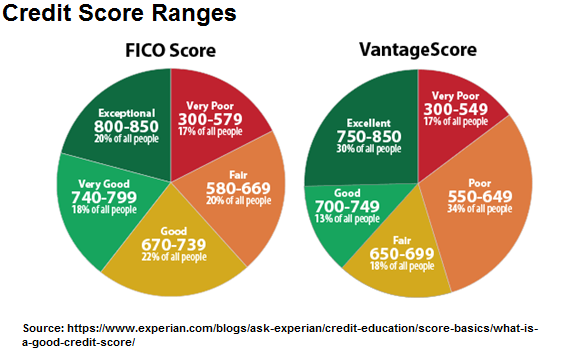 Credit Score Ranges
FICO Score
VantageScore
Exceptional
800-850
20% of all people
Very Poor
300-579
17% of all people
Fair
580-669
20% of all people
Good
670-739
22% of all people
Very Good
740-799
18% of all people
Excellent
750-850
30% of all people
Very Poor
300-549
17% of all people
Poor
550-649
34% of all people
Fair
650-699
18% of all people
Good
700-749
13% of all people
Source: https://www.experian.com/blogs/ask-experian/credit-education/score-basics/what-is-
a-good-credit-score/